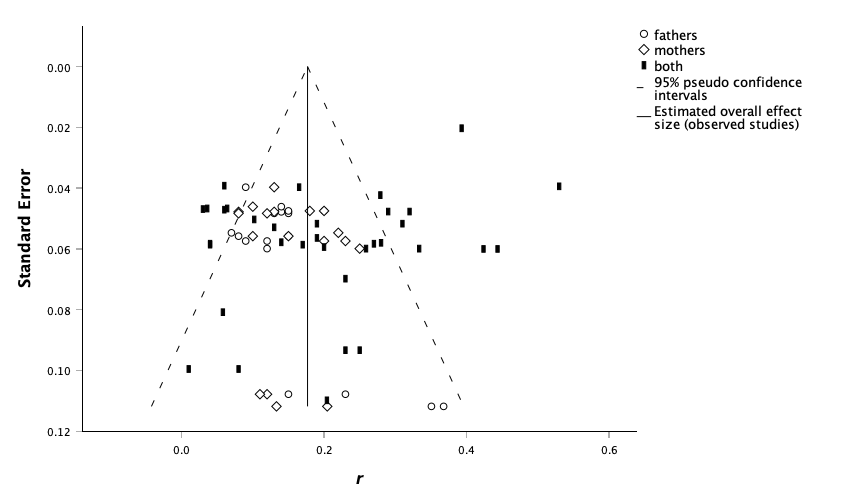 fathers
mothers
both
95% pseudo confidence
intervals
Estimated overall effect
size (observed studies)
Standard Error
0.00
0.02
0.04
0.06
0.08
0.10
0.12
0.0
0.2
0.4
0.6
r